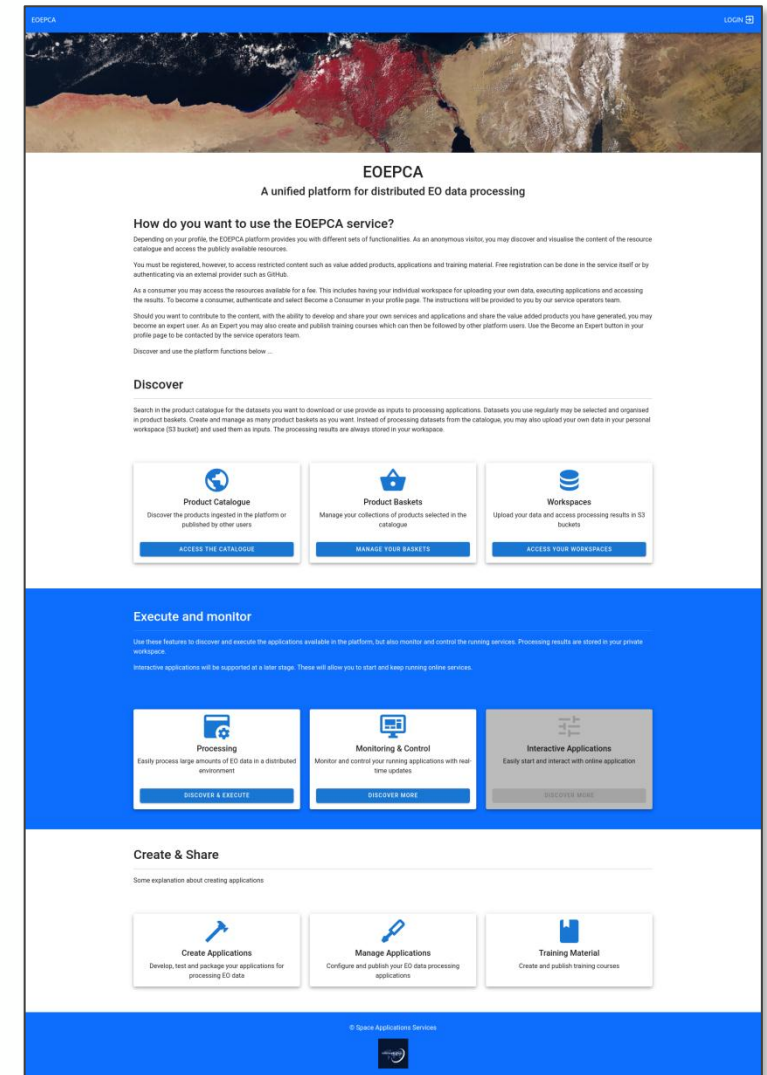 EOEPCA
LOGIN
EOEPCA
A unified platform for distributed EO data processing
How do you want to use the EOEPCA service?
Depending on your profile, the EOEPCA platform provides you with different sets of functionalities. As an anonymous visitor, you may discover and visualise the content of the resource
catalogue and access the publicly available resources.
You must be registered, however, to access restricted content such as value added products, applications and training material. Free registration can be done in the service itself or by
authenticating via an external provider such as GitHub.
As a consumer you may access the resources available for a fee. This includes having your individual workspace for uploading your own data, executing applications and accessing
the results. To become a consumer, authenticate and select Become a Consumer in your profile page. The instructions will be provided to you by our service operators team.
Should you want to contribute to the content, with the ability to develop and share your own services and applications and share the value added products you have generated, you may
become an expert user. As an Expert you may also create and publish training courses which can then be followed by other platform users. Use the Become an Expert button in your
profile page to be contacted by the service operators team.
Discover and use the platform functions below ...
Discover
Search in the product catalogue for the datasets you want to download or use provide as inputs to processing applications. Datasets you use regularly may be selected and organised
in product baskets. Create and manage as many product baskets as you want. Instead of processing datasets from the catalogue, you may also upload your own data in your personal
workspace (S3 bucket) and used them as inputs. The processing results are always stored in your workspace.
Product Catalogue
Discover the products ingested in the platform or
published by other users
ACCESS THE CATALOGUE
Product Baskets
Manage your collections of products selected in the
catalogue
MANAGE YOUR BASKETS
Workspaces
Upload your data and access processing results in S3
buckets
ACCESS YOUR WORKSPACES
Execute and monitor
Use these features to discover and execute the applications available in the platform, but also monitor and control the running services. Processing results are stored in your private
workspace.
Interactive applications will be supported at a later stage. These will allow you to start and keep running online services.
Processing
Easily process large amounts of EO data in a distributed
environment
DISCOVER & EXECUTE
Monitoring & Control
Monitor and control your running applications with real-
time updates
DISCOVER MORE
Interactive Applications
Easily start and interact with online application
DISCOVER MORE
Create & Share
Some explanation about creating applications
Create Applications
Develop, test and package your applications for
processing EO data
Manage Applications
Configure and publish your EO data processing
applications
Training Material
Create and publish training courses
© Space Applications Services